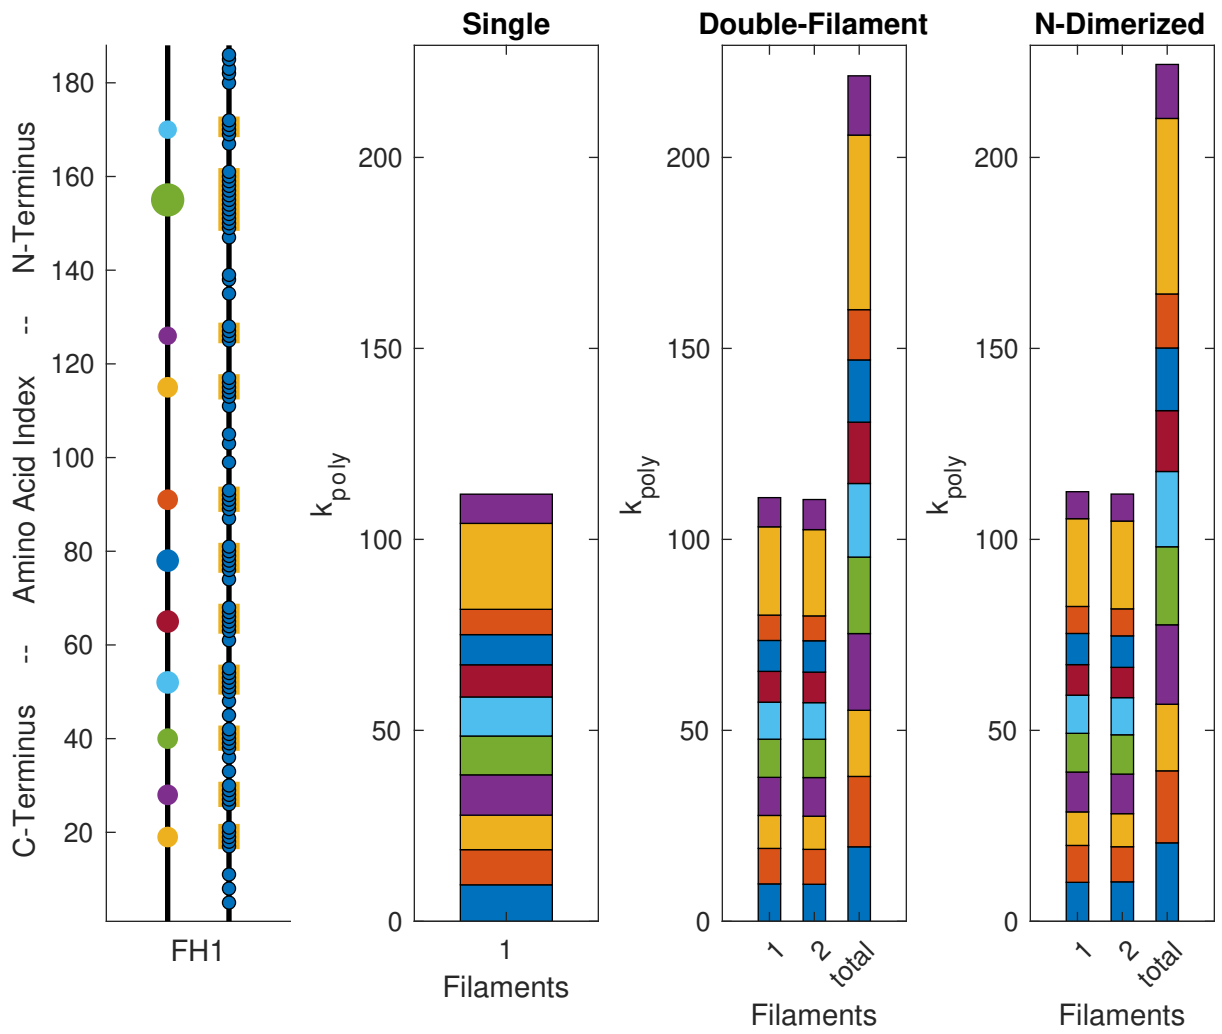 Single
Double-Filament
N-Dimerized
C-Terminus -- Amino Acid Index -- N-Terminus
180
160
140
120
100
80
60
40
20
FH1
k_poly
200
150
100
50
0
1
Filaments
k_poly
200
150
100
50
0
1
2
total
Filaments
k_poly
200
150
100
50
0
1
2
total
Filaments